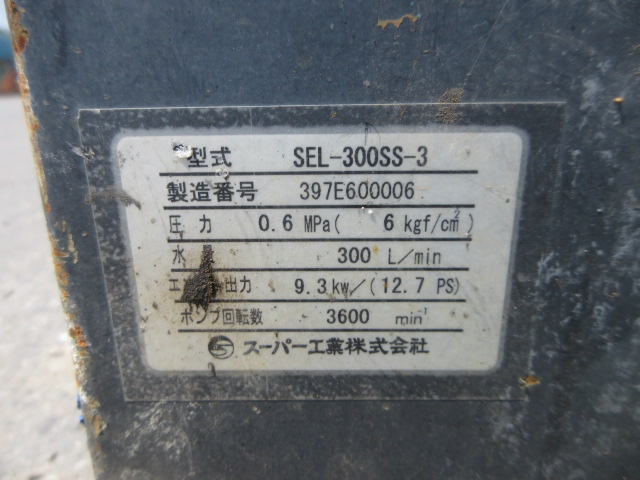 型式 SEL-300SS-3
製造番号 397E600006
圧力 0.6 MPa( 6 kgf/cm²)
水 300 L/min
出力 9.3kw/(12.7 PS)
ポンプ回転数 3600 min⁻¹
スーパー工業株式会社